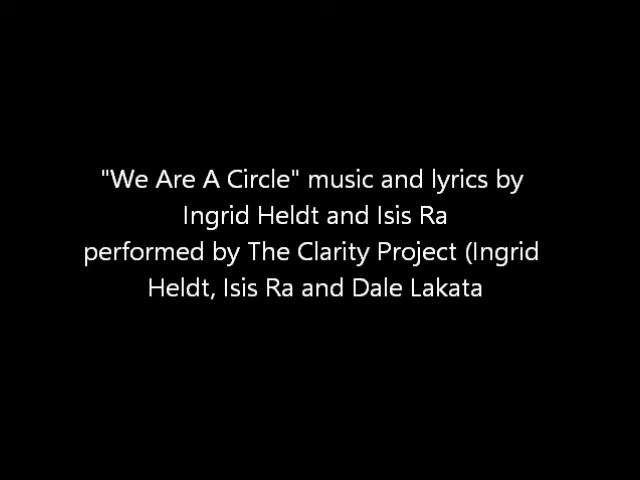 "We Are A Circle" music and lyrics by
Ingrid Heldt and Isis Ra
performed by The Clarity Project (Ingrid
Heldt, Isis Ra and Dale Lakata